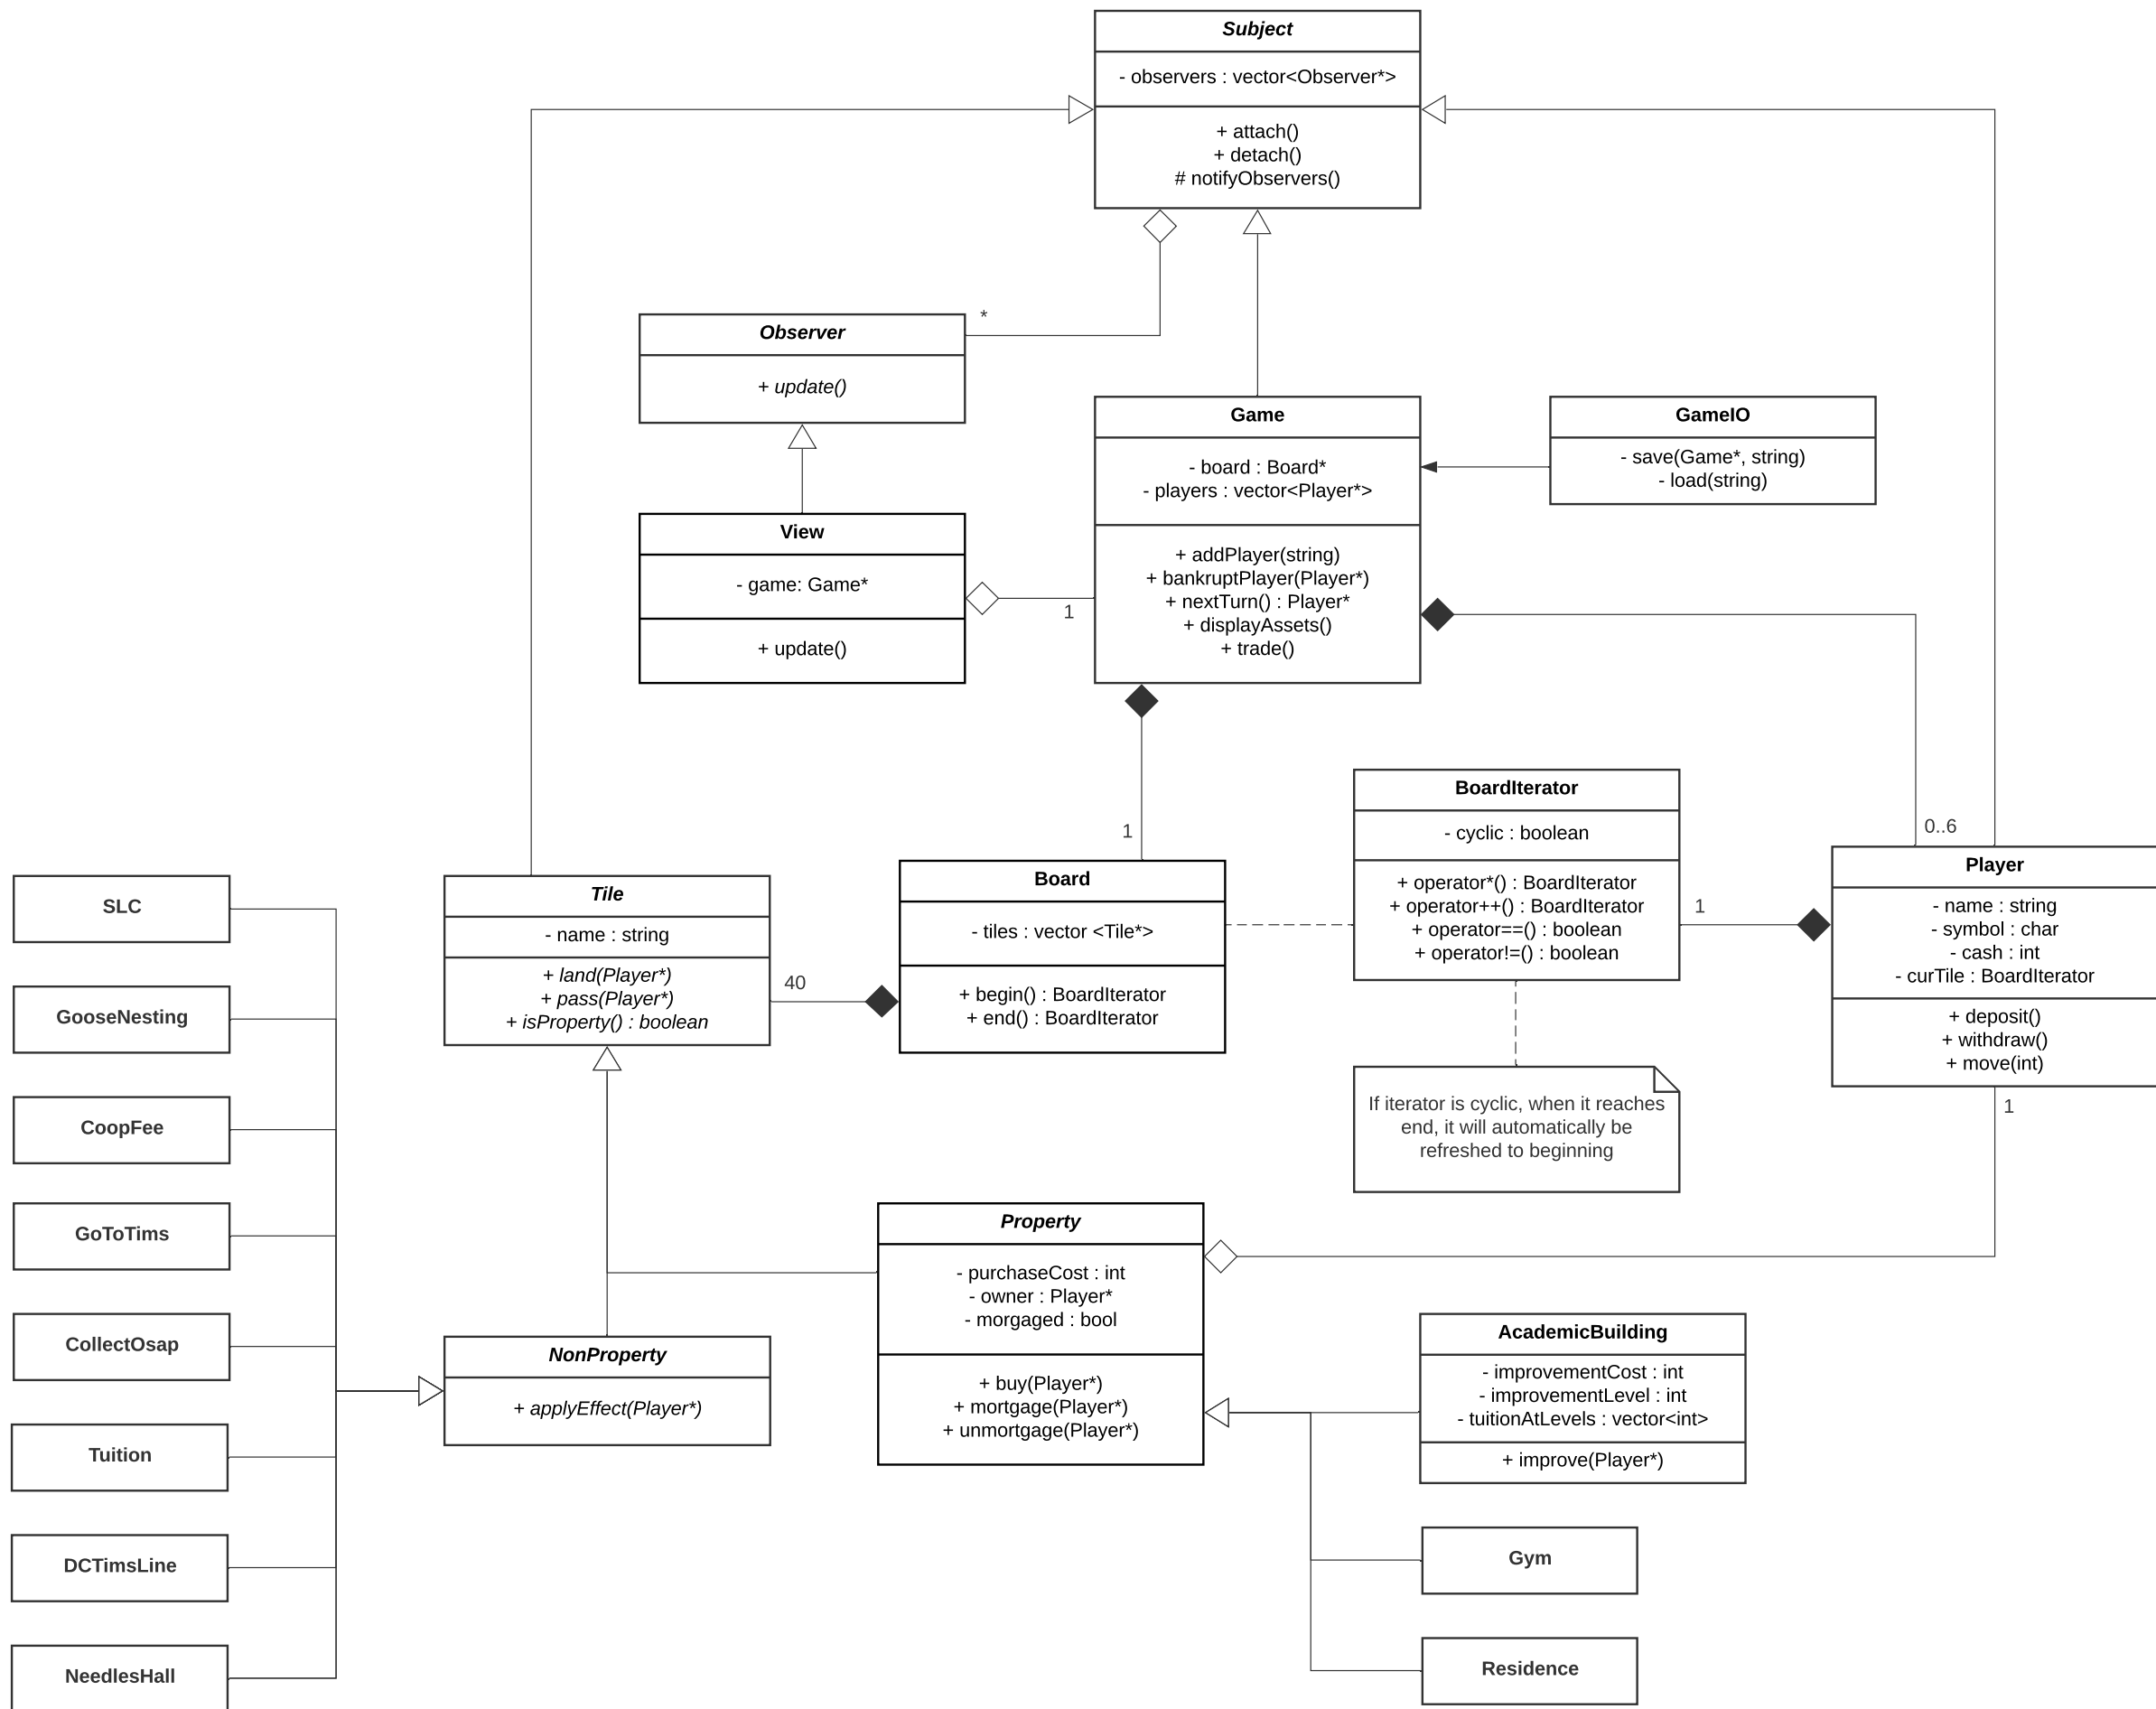 Subject
- observers : vector<Observer*>
+ attach()
+ detach()
# notifyObservers()
*
Observer
+ update()
Game
- board : Board*
- players : vector<Player*>
+ addPlayer(string)
+ bankruptPlayer(Player*)
+ nextTurn() : Player*
+ displayAssets()
+ trade()
GameIO
- save(Game*, string)
- load(string)
View
- game: Game*
+ update()
1
1
0..6
BoardIterator
- cyclic : boolean
+ operator*() : BoardIterator
+ operator++() : BoardIterator
+ operator==() : boolean
+ operator!=() : boolean
1
Player
- name : string
- symbol : char
- cash : int
- curTile : BoardIterator
+ deposit()
+ withdraw()
+ move(int)
1
Board
- tiles : vector <Tile*>
+ begin() : BoardIterator
+ end() : BoardIterator
40
Tile
- name : string
+ land(Player*)
+ pass(Player*)
+ isProperty() : boolean
If iterator is cyclic, when it reaches
end, it will automatically be
refreshed to beginning
SLC
GooseNesting
CoopFee
GoToTims
CollectOsap
Tuition
DCTimsLine
NeedlesHall
NonProperty
+ applyEffect(Player*)
Property
- purchaseCost : int
- owner : Player*
- morgaged : bool
+ buy(Player*)
+ mortgage(Player*)
+ unmortgage(Player*)
AcademicBuilding
- improvementCost : int
- improvementLevel : int
- tuitionAtLevels : vector<int>
+ improve(Player*)
Gym
Residence